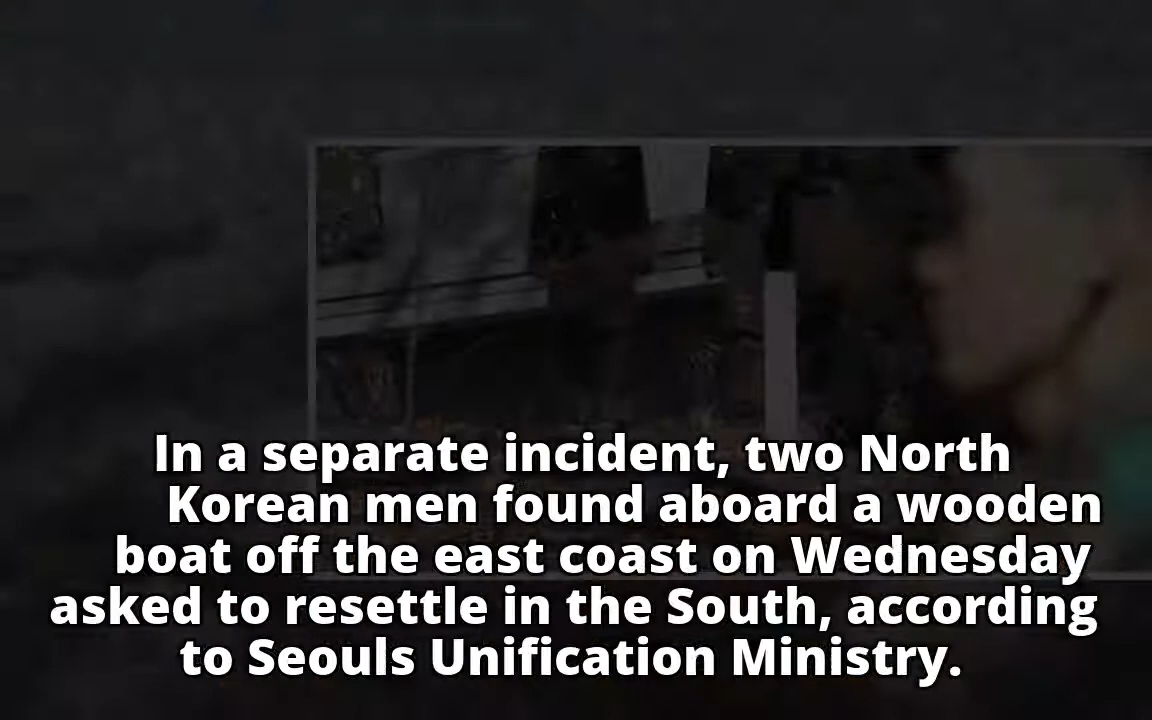 In a separate incident, two North
Korean men found aboard a wooden
boat off the east coast on Wednesday
asked to resettle in the South, according
to Seouls Unification Ministry.